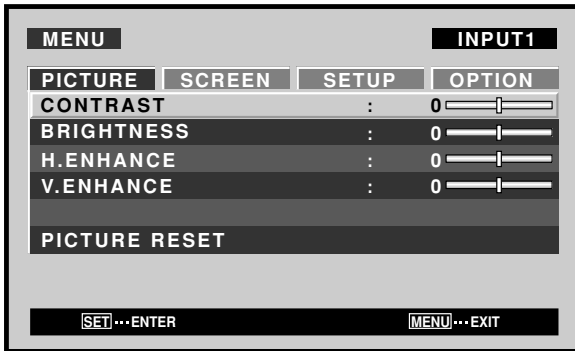 MENU INPUT1
PICTURE SCREEN SETUP OPTION
CONTRAST : 0
BRIGHTNESS : 0
H.ENHANCE : 0
V.ENHANCE : 0
PICTURE RESET
SET···ENTER MENU···EXIT